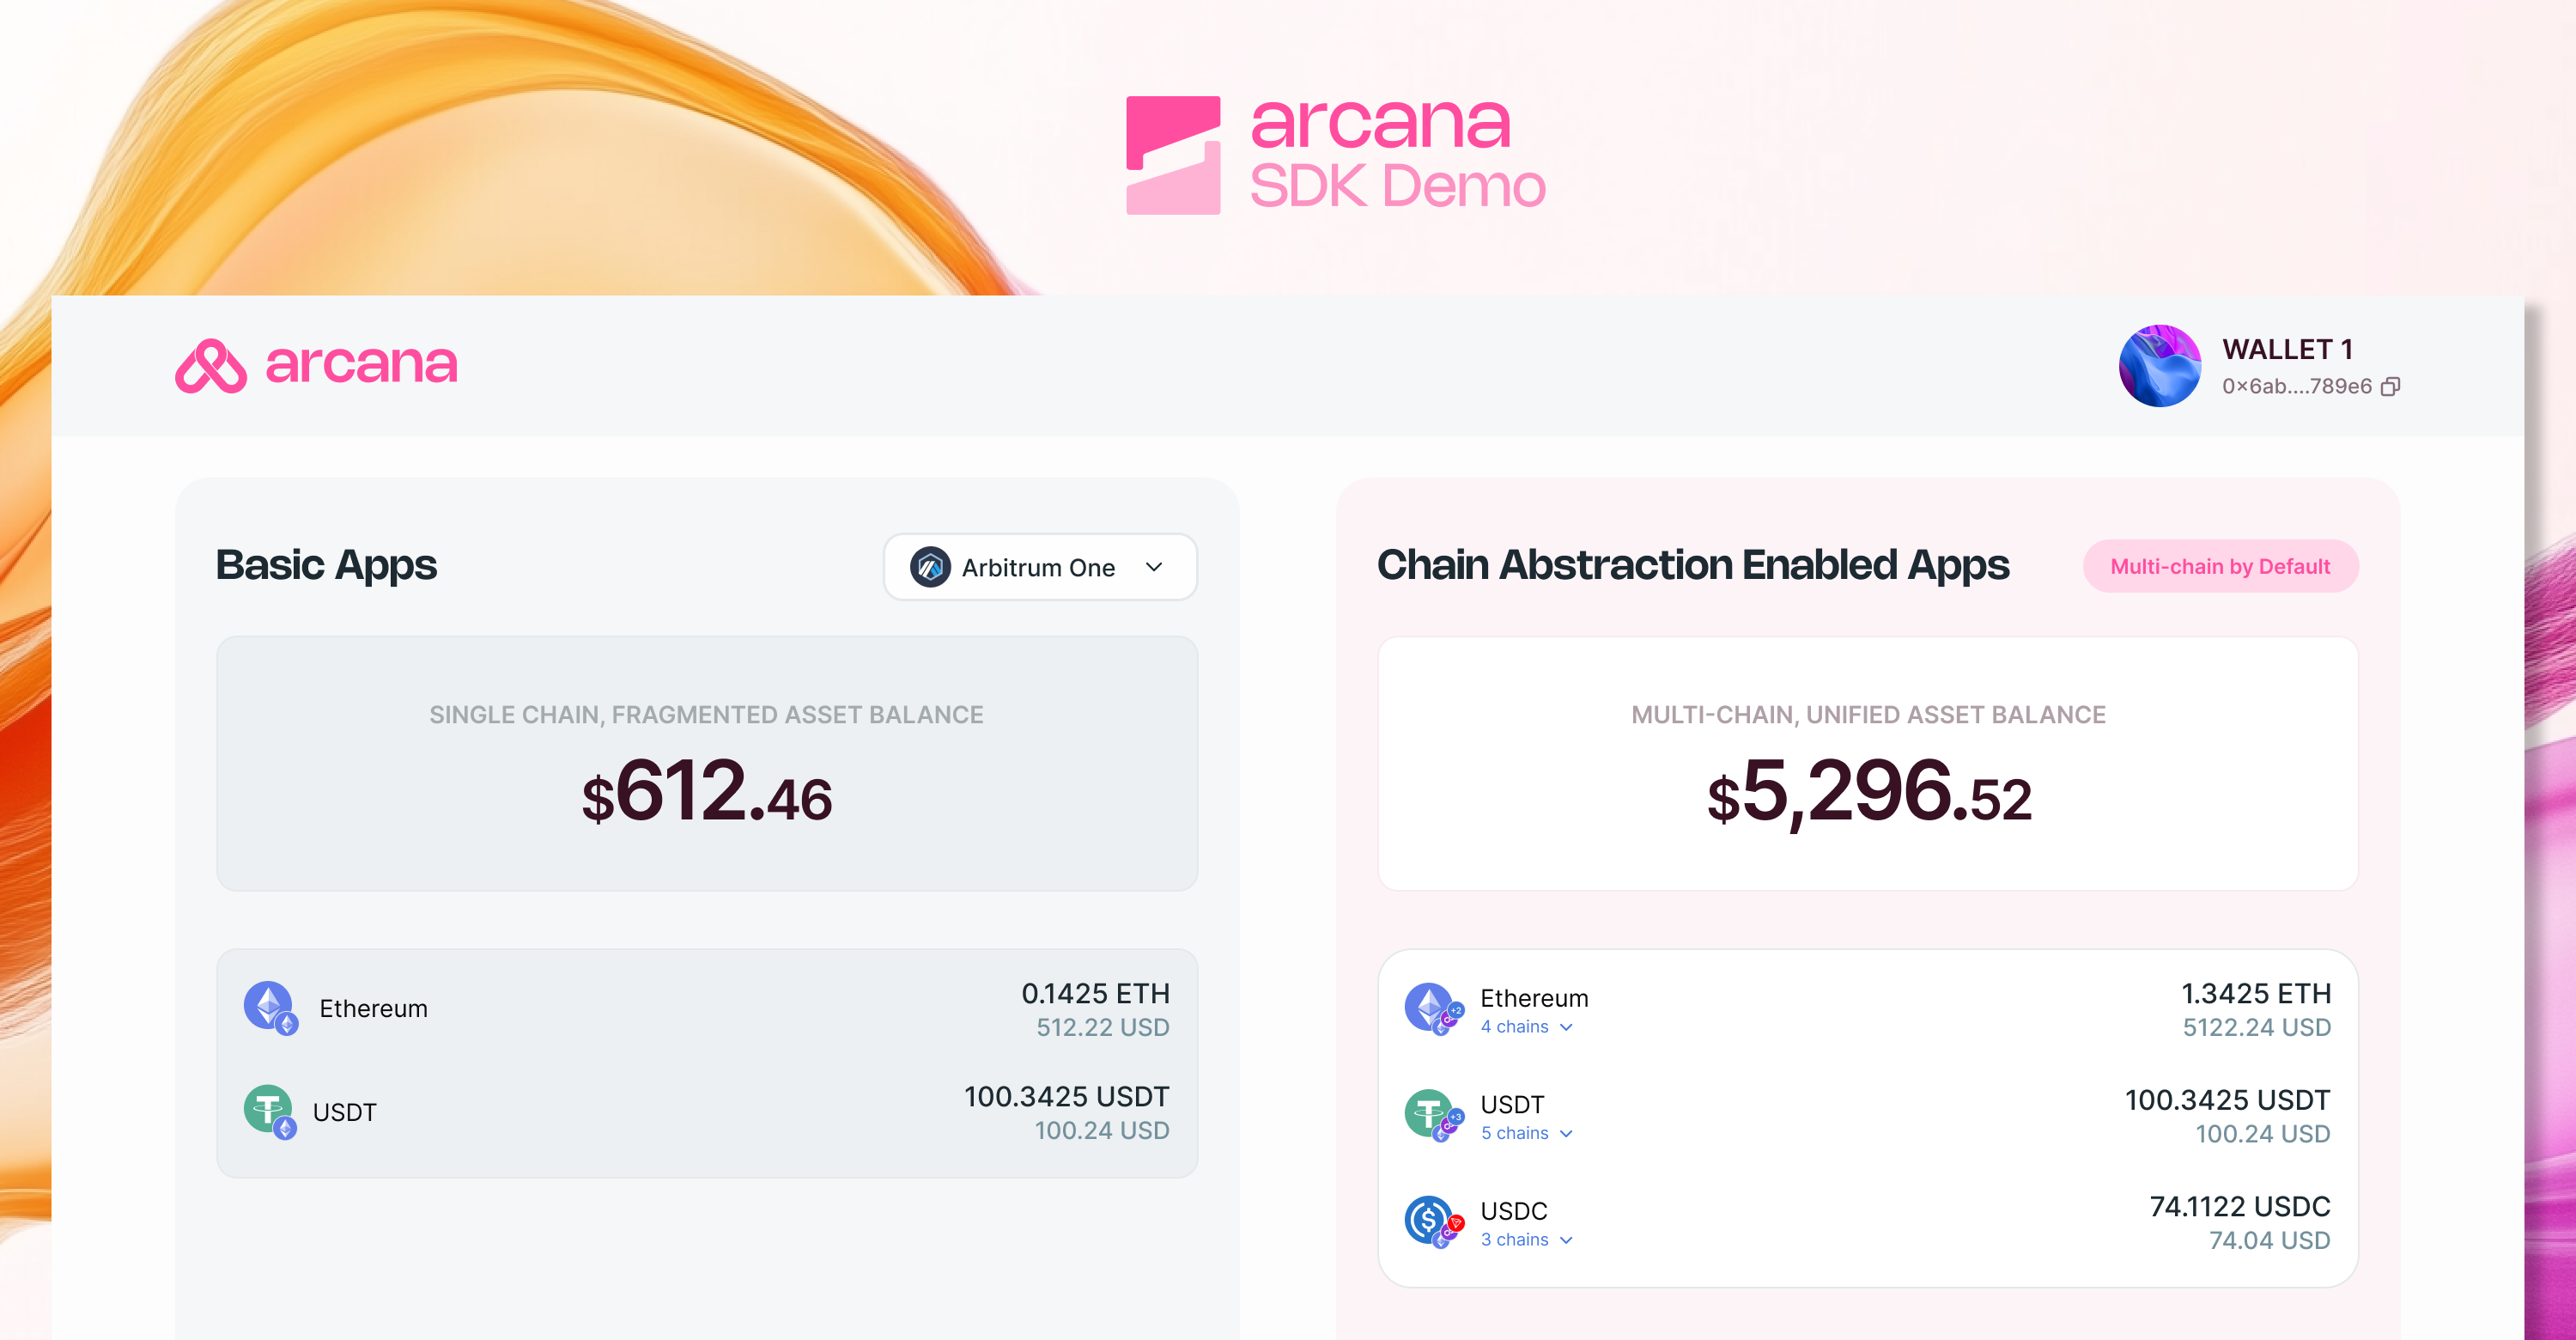 arcana
SDK Demo
arcana
WALLET 1
0x6ab....789e6
Basic Apps
Arbitrum One
SINGLE CHAIN, FRAGMENTED ASSET BALANCE
$612.46
Ethereum
0.1425 ETH
512.22 USD
USDT
100.3425 USDT
100.24 USD
Chain Abstraction Enabled Apps
Multi-chain by Default
MULTI-CHAIN, UNIFIED ASSET BALANCE
$5,296.52
Ethereum
4 chains
+2
1.3425 ETH
5122.24 USD
USDT
5 chains
+3
100.3425 USDT
100.24 USD
USDC
3 chains
74.1122 USDC
74.04 USD